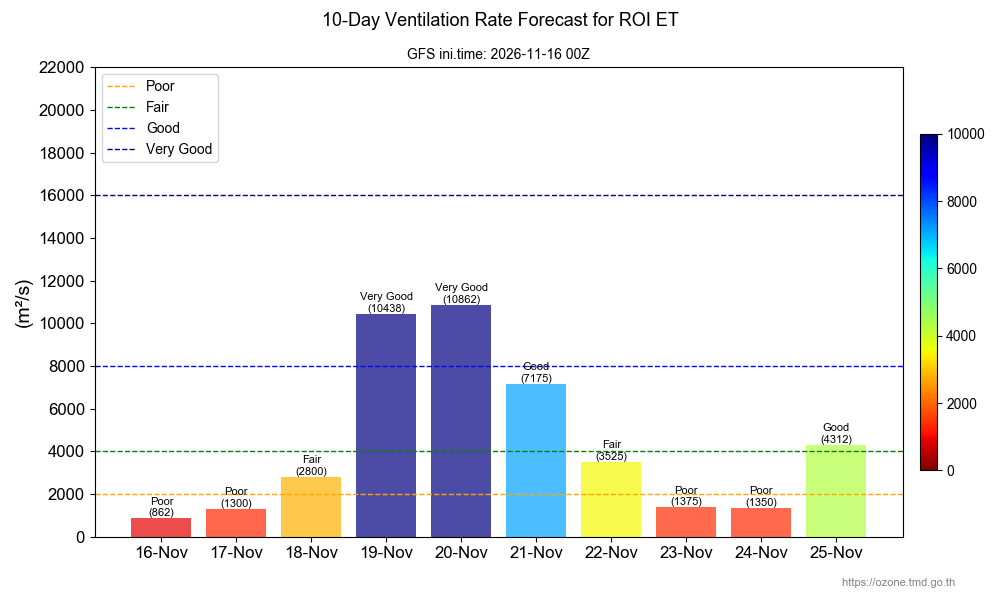 10-Day Ventilation Rate Forecast for ROI ET
GFS ini.time: 2026-11-16 00Z
22000
20000
18000
16000
14000
12000
10000
8000
6000
4000
2000
0
(m²/s)
Poor
Fair
Good
Very Good
Poor
(862)
Poor
(1300)
Fair
(2800)
Very Good
(10438)
Very Good
(10862)
Good
(7175)
Fair
(3525)
Poor
(1375)
Poor
(1350)
Good
(4312)
16-Nov 17-Nov 18-Nov 19-Nov 20-Nov 21-Nov 22-Nov 23-Nov 24-Nov 25-Nov
10000
8000
6000
4000
2000
0
https://ozone.tmd.go.th